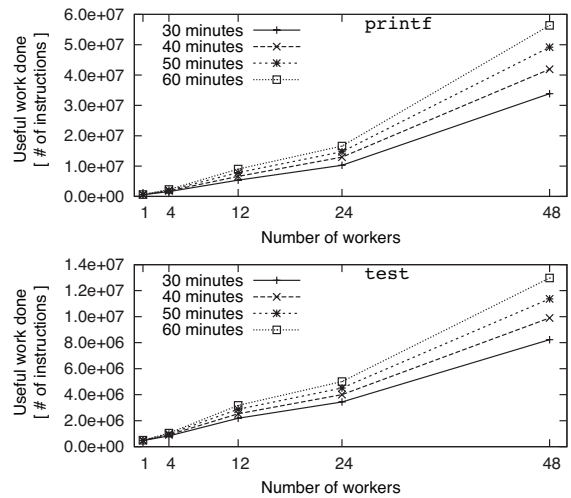 printf
30 minutes
40 minutes
50 minutes
60 minutes
6.0e+07
5.0e+07
4.0e+07
3.0e+07
2.0e+07
1.0e+07
0.0e+00
Useful work done
[ # of instructions ]
1 4 12 24 48
Number of workers
test
30 minutes
40 minutes
50 minutes
60 minutes
1.4e+07
1.2e+07
1.0e+07
8.0e+06
6.0e+06
4.0e+06
2.0e+06
0.0e+00
Useful work done
[ # of instructions ]
1 4 12 24 48
Number of workers